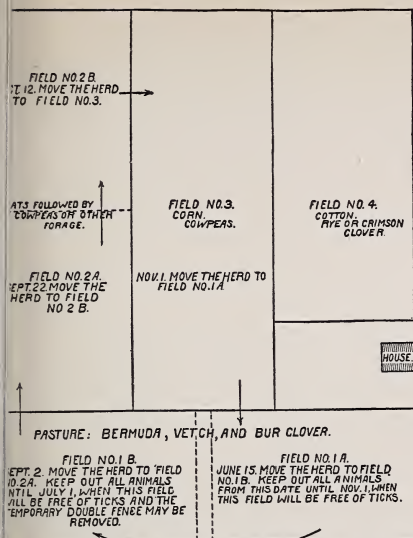 FIELD NO.2 B.
T. 12. MOVE THE HERD
TO FIELD NO.3.
ATS FOLLOWED BY
COWPEAS OR OTHER
FORAGE.
FIELD NO.2A.
EPT. 22. MOVE THE
HERD TO FIELD
NO 2 B.
FIELD NO.3.
CORN.
COWPEAS.
NOV. 1. MOVE THE HERD TO
FIELD NO.1 A
FIELD NO. 4.
COTTON.
RYE OR CRIMSON
CLOVER.
HOUSE.
PASTURE: BERMUDA, VETCH, AND BUR CLOVER.
FIELD NO.1 B.
EPT. 2. MOVE THE HERD TO FIELD
NO.2A. KEEP OUT ALL ANIMALS
NTIL JULY 1, WHEN THIS FIELD
WILL BE FREE OF TICKS AND THE
TEMPORARY DOUBLE FENCE MAY BE
REMOVED.
FIELD NO.1 A.
JUNE 15. MOVE THE HERD TO FIELD
NO.1B. KEEP OUT ALL ANIMALS
FROM THIS DATE UNTIL NOV. 1, WHEN
THIS FIELD WILL BE FREE OF TICKS.